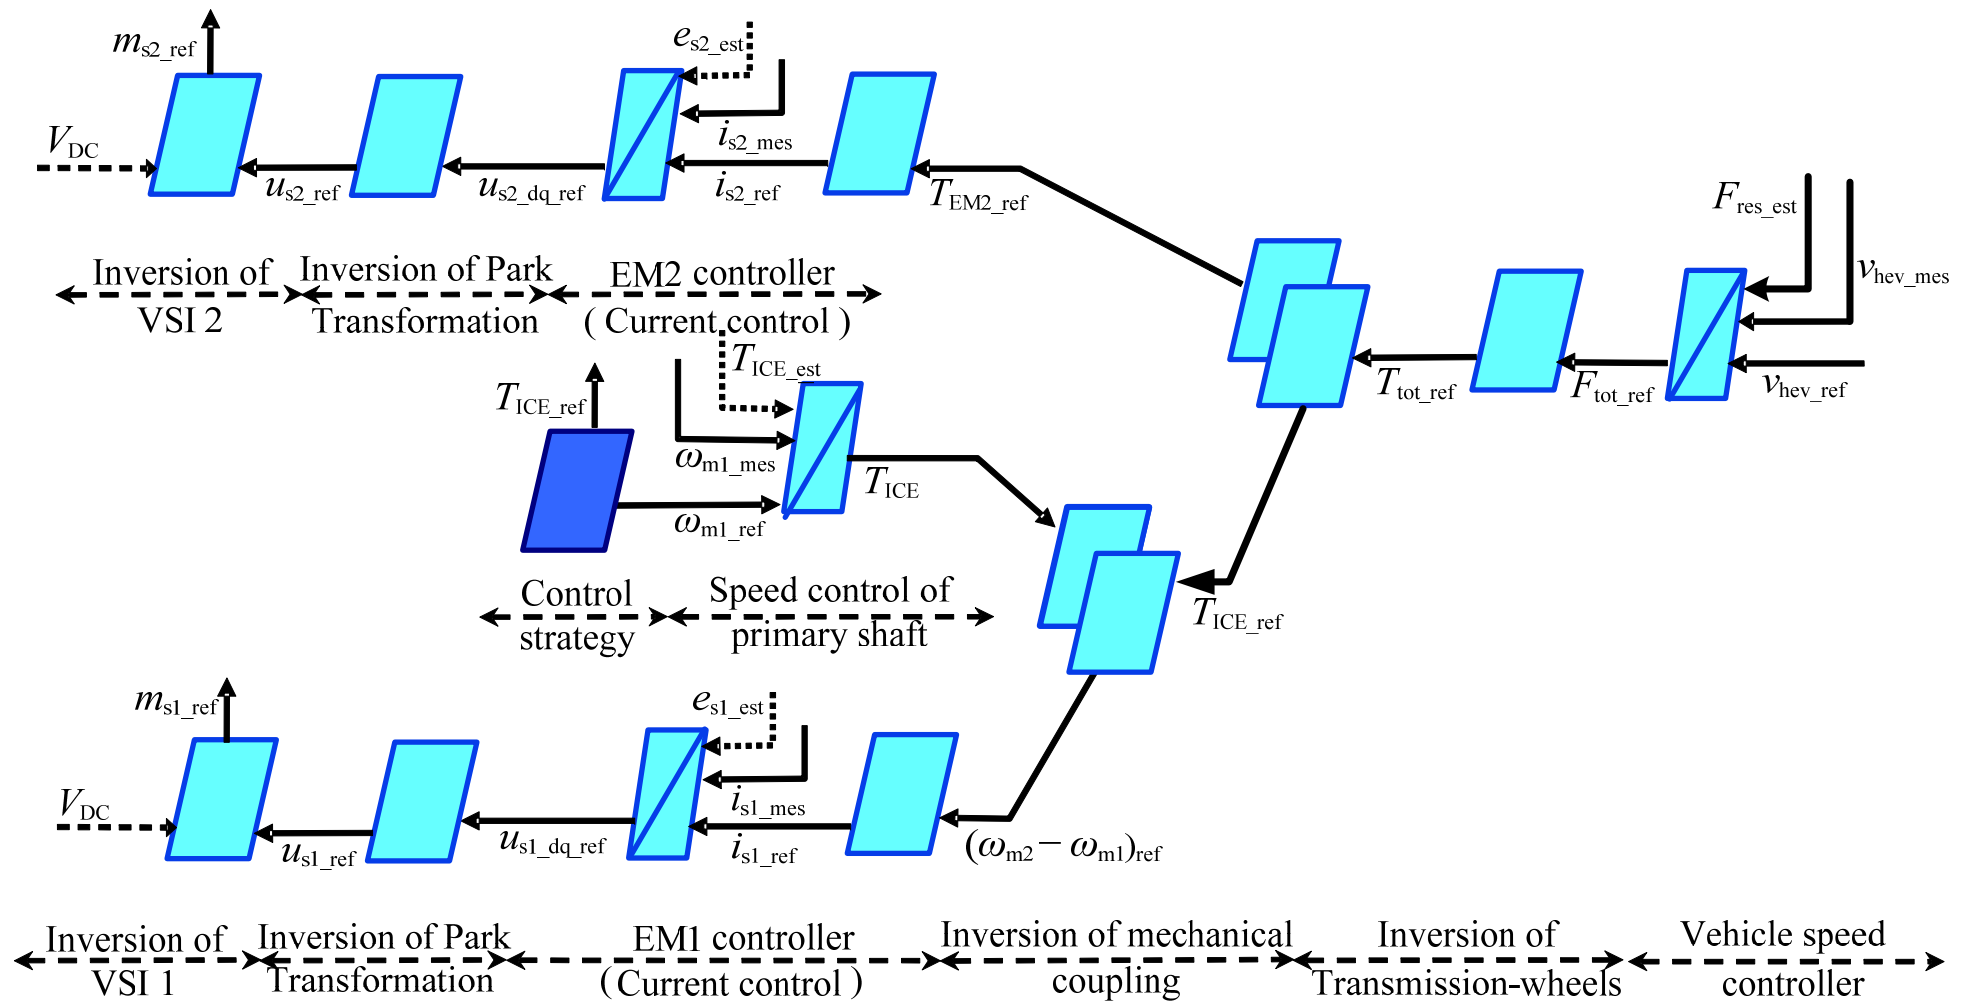 m_s2_ref
e_s2_est
V_DC
i_s2_mes
u_s2_ref
u_s2_dq_ref
i_s2_ref
T_EM2_ref
F_res_est
v_hev_mes
Inversion of
VSI 2
Inversion of Park
Transformation
EM2 controller
( Current control )
T_ICE_est
T_ICE_ref
T_tot_ref
F_tot_ref
v_hev_ref
ω_m1_mes
T_ICE
ω_m1_ref
Control
strategy
Speed control of
primary shaft
T_ICE_ref
m_s1_ref
e_s1_est
V_DC
i_s1_mes
u_s1_ref
u_s1_dq_ref
i_s1_ref
(ω_m2 − ω_m1)_ref
Inversion of
VSI 1
Inversion of Park
Transformation
EM1 controller
( Current control )
Inversion of mechanical
coupling
Inversion of
Transmission-wheels
Vehicle speed
controller